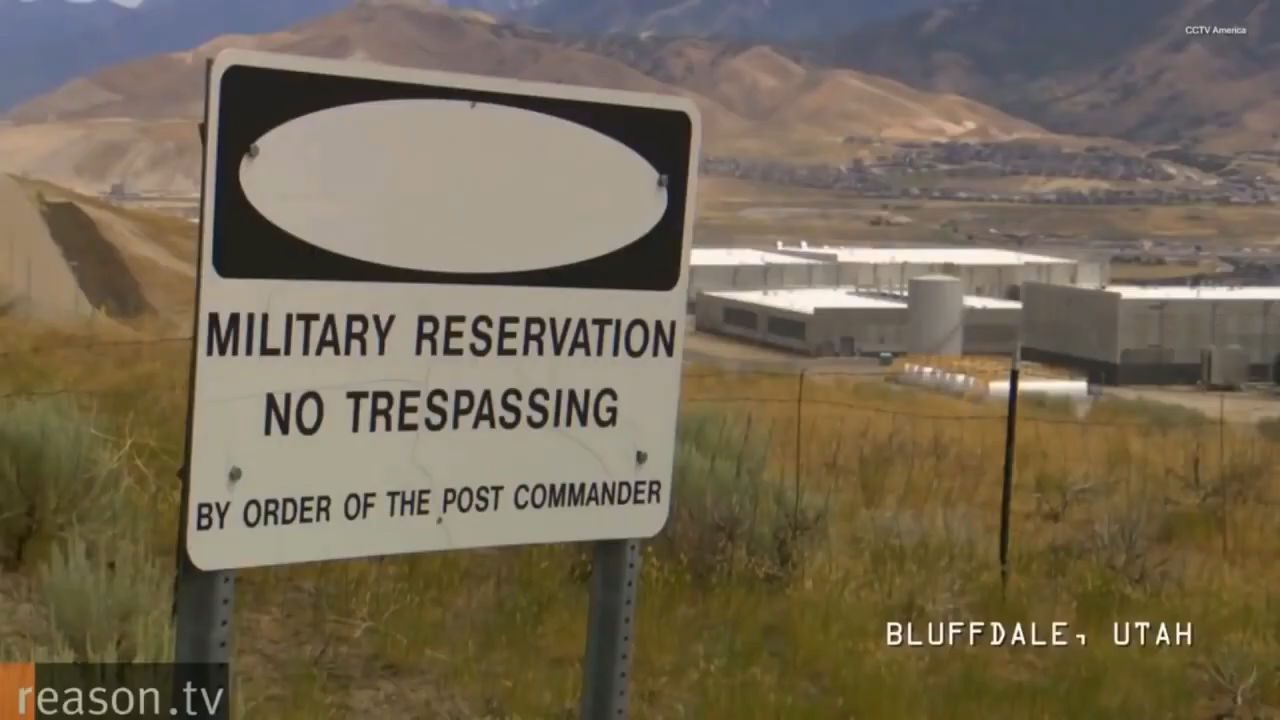 CCTV America
MILITARY RESERVATION
NO TRESPASSING
BY ORDER OF THE POST COMMANDER
BLUFFDALE, UTAH
reason.tv